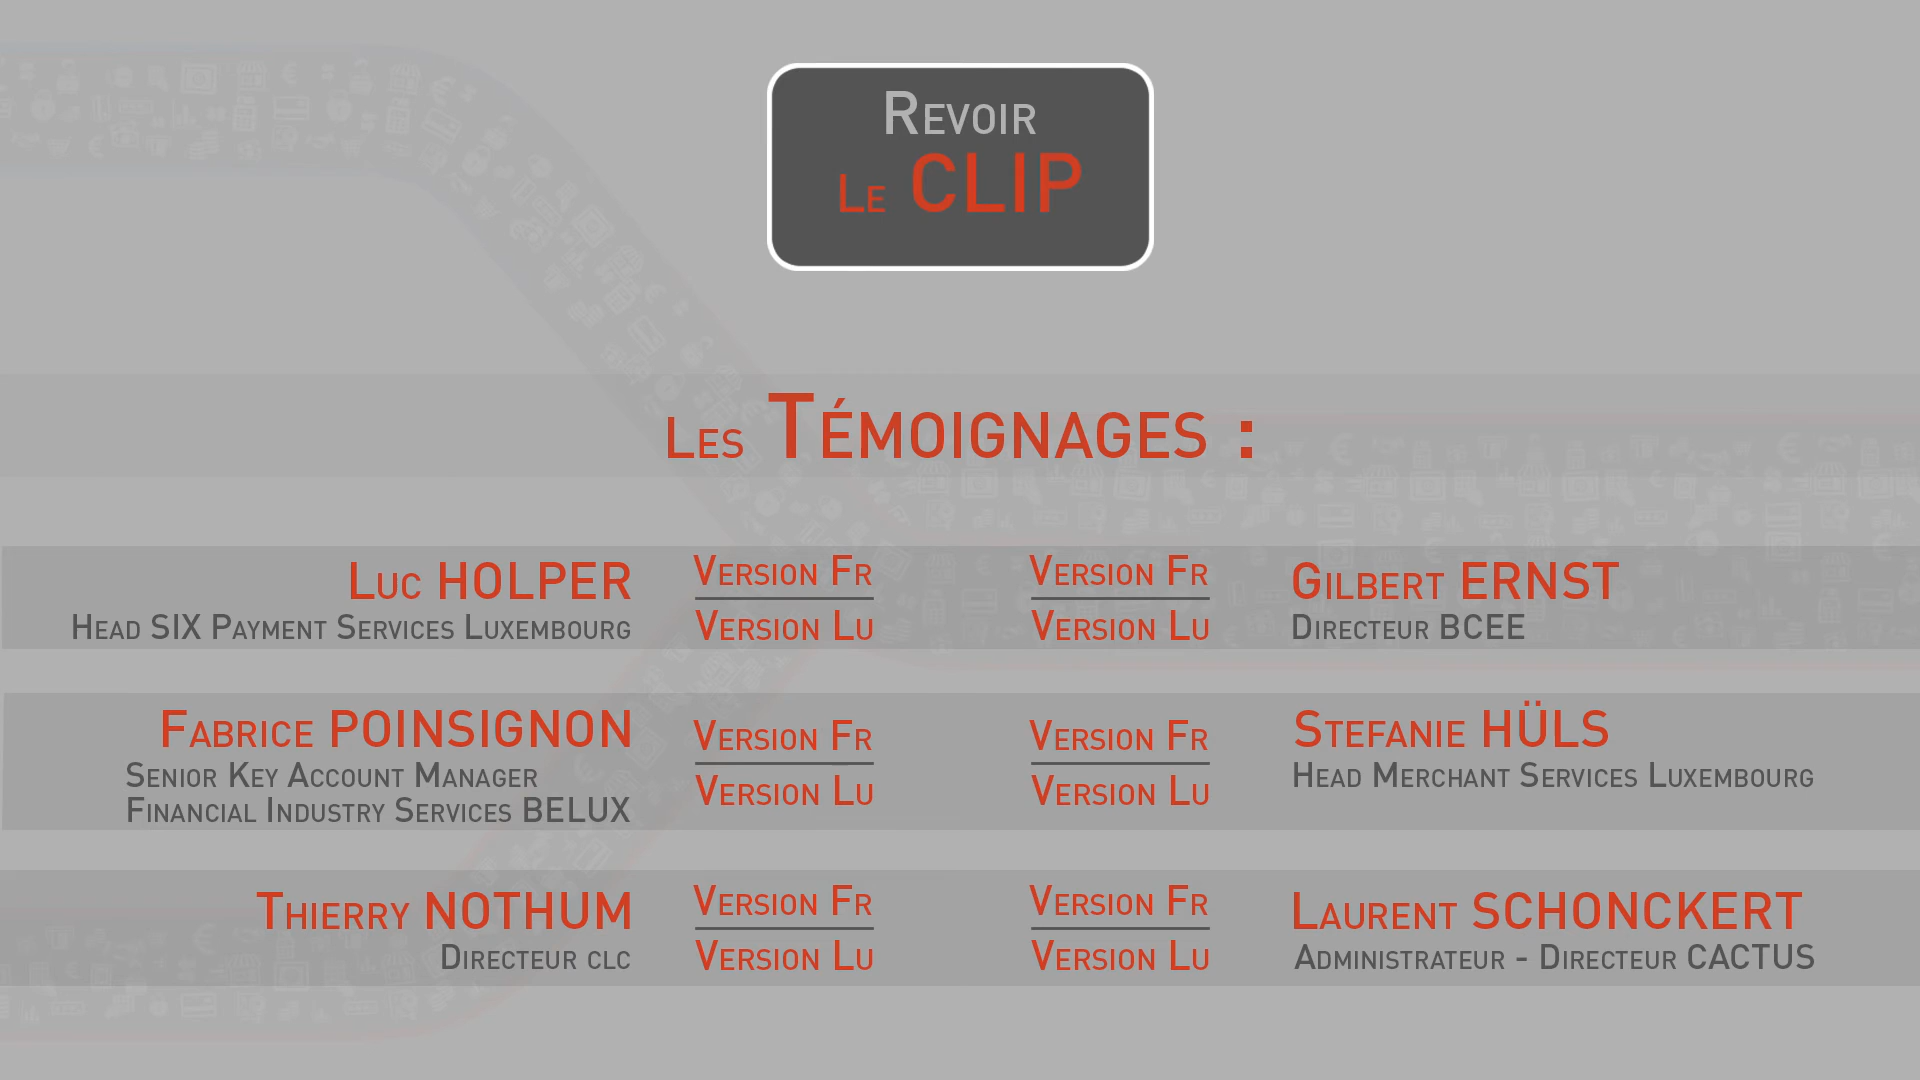 Revoir
Le CLIP
Les Témoignages :
Luc HOLPER
Head SIX Payment Services Luxembourg
Version Fr
Version Lu
Version Fr
Version Lu
Gilbert ERNST
Directeur BCEE
Fabrice POINSIGNON
Senior Key Account Manager
Financial Industry Services BELUX
Version Fr
Version Lu
Version Fr
Version Lu
Stefanie HÜLS
Head Merchant Services Luxembourg
Thierry NOTHUM
Directeur clc
Version Fr
Version Lu
Version Fr
Version Lu
Laurent SCHONCKERT
Administrateur - Directeur CACTUS